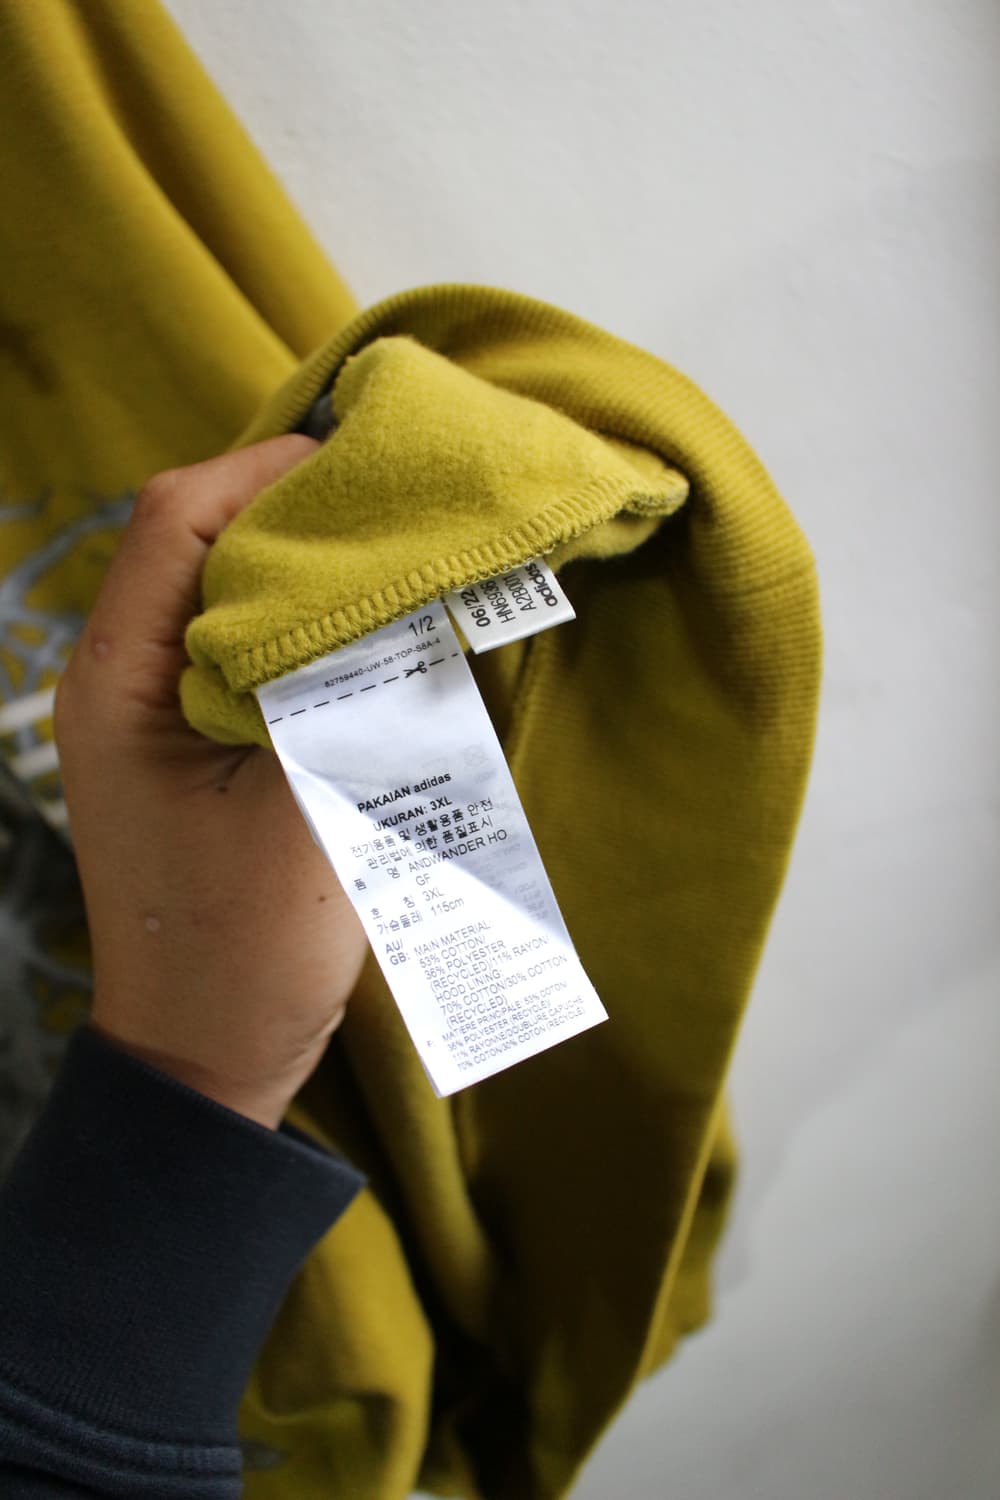 06/22
HN6906
A2B001
adidas
1/2
82759440-UW-58-TOP-S8A-4
PAKAIAN adidas
UKURAN: 3XL
전기용품 및 생활용품 안전
관리법에 의한 품질표시
품 명 ANDWANDER HO
GF
호 칭 3XL
가슴둘레 115cm
AU/
GB: MAIN MATERIAL:
53% COTTON/
36% POLYESTER
(RECYCLED)/11% RAYON/
HOOD LINING:
70% COTTON/30% COTTON
(RECYCLED)
F: MATIERE PRINCIPALE: 53% COTON/
36% POLYESTER (RECYCLE)/
11% RAYONNE/DOUBLURE CAPUCHE
70% COTON/30% COTON (RECYCLE)